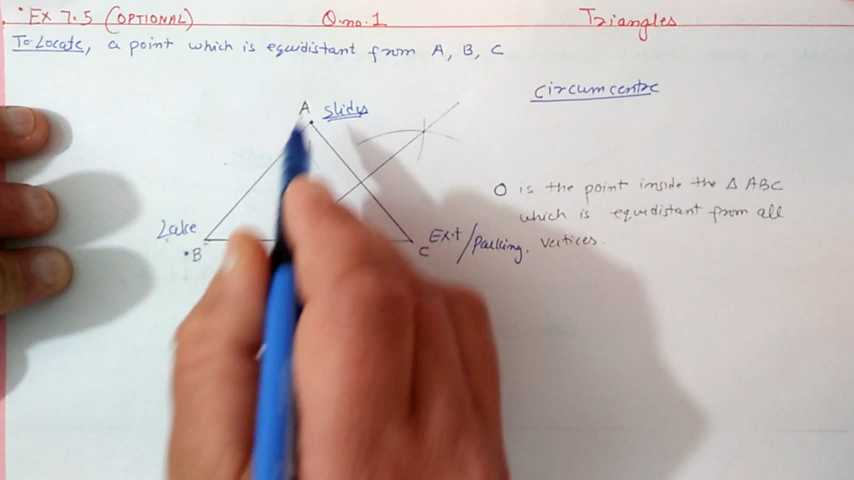 • Ex 7.5 (OPTIONAL) Q.no.1 Triangles
To Locate, a point which is equidistant from A, B, C
circumcentre
A slides
O is the point inside the Δ ABC
which is equidistant from all
vertices.
Lake
B
C Exit/Parking.